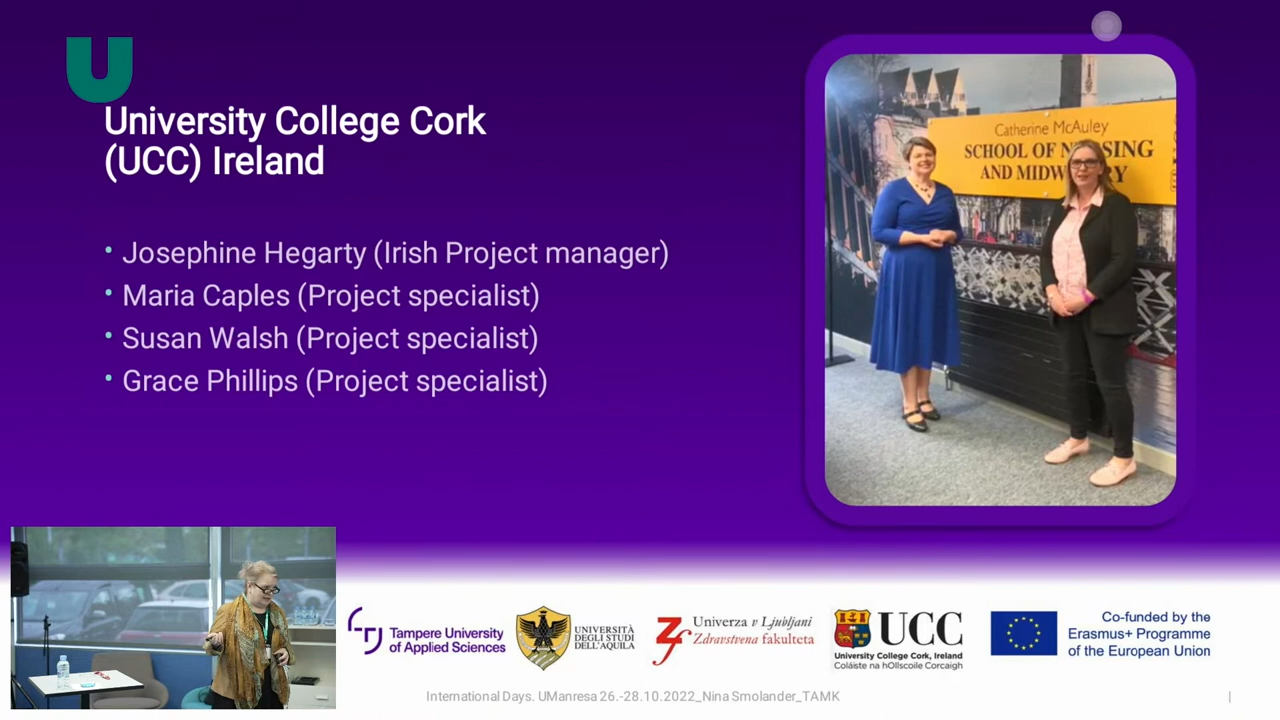 University College Cork
(UCC) Ireland
• Josephine Hegarty (Irish Project manager)
• Maria Caples (Project specialist)
• Susan Walsh (Project specialist)
• Grace Phillips (Project specialist)
Catherine McAuley
SCHOOL OF NURSING
AND MIDWIFERY
Tampere University
of Applied Sciences
UNIVERSITÀ
DEGLI STUDI
DELL'AQUILA
Univerza v Ljubljani
Zdravstvena fakulteta
UCC
University College Cork, Ireland
Coláiste na hOllscoile Corcaigh
Co-funded by the
Erasmus+ Programme
of the European Union
International Days. UManresa 26.-28.10.2022_Nina Smolander_TAMK